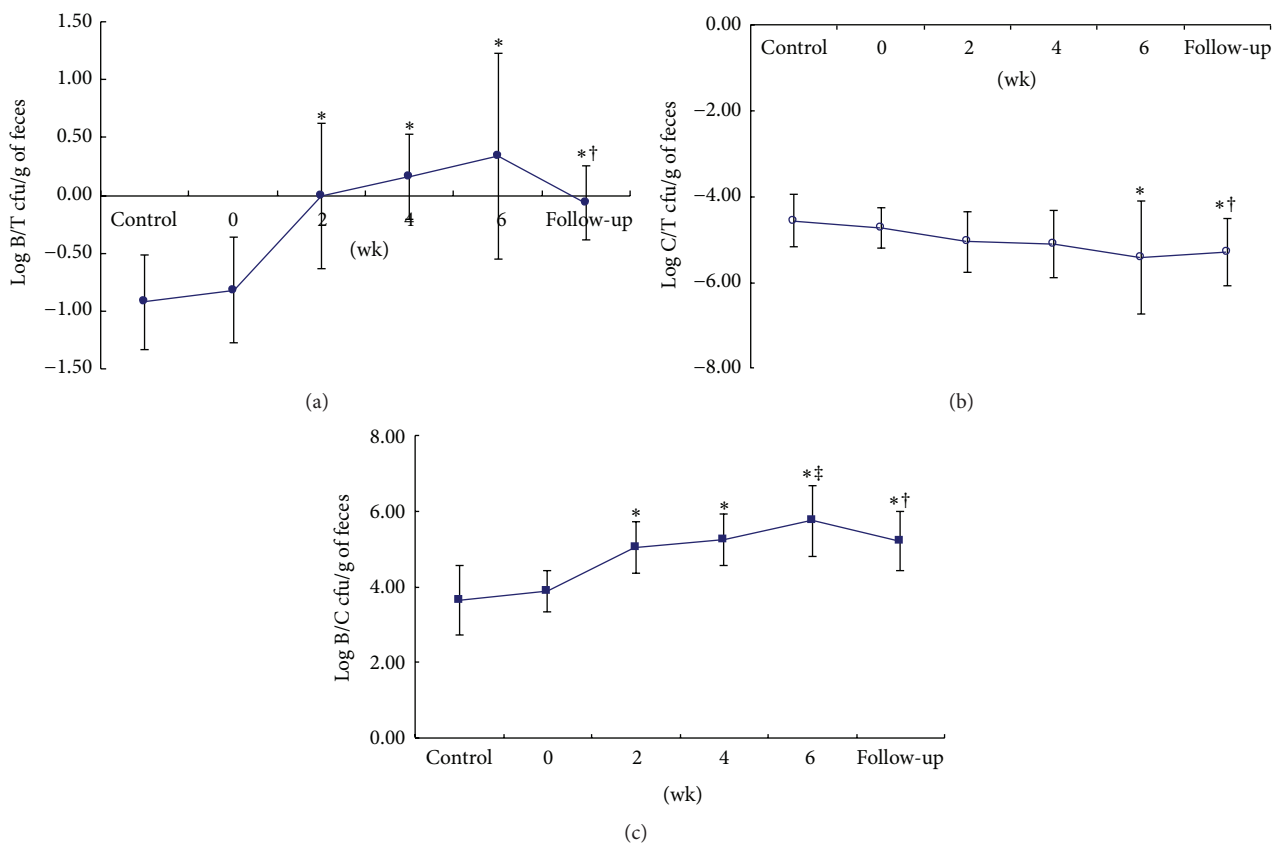 1.50
1.00
0.50
0.00
−0.50
−1.00
−1.50
Log B/T cfu/g of feces
Control 0 2 4 6 Follow-up
(wk)
* * * *†
(a)
0.00
−2.00
−4.00
−6.00
−8.00
Log C/T cfu/g of feces
Control 0 2 4 6 Follow-up
(wk)
* *†
(b)
8.00
6.00
4.00
2.00
0.00
Log B/C cfu/g of feces
* * *‡ *†
Control 0 2 4 6 Follow-up
(wk)
(c)